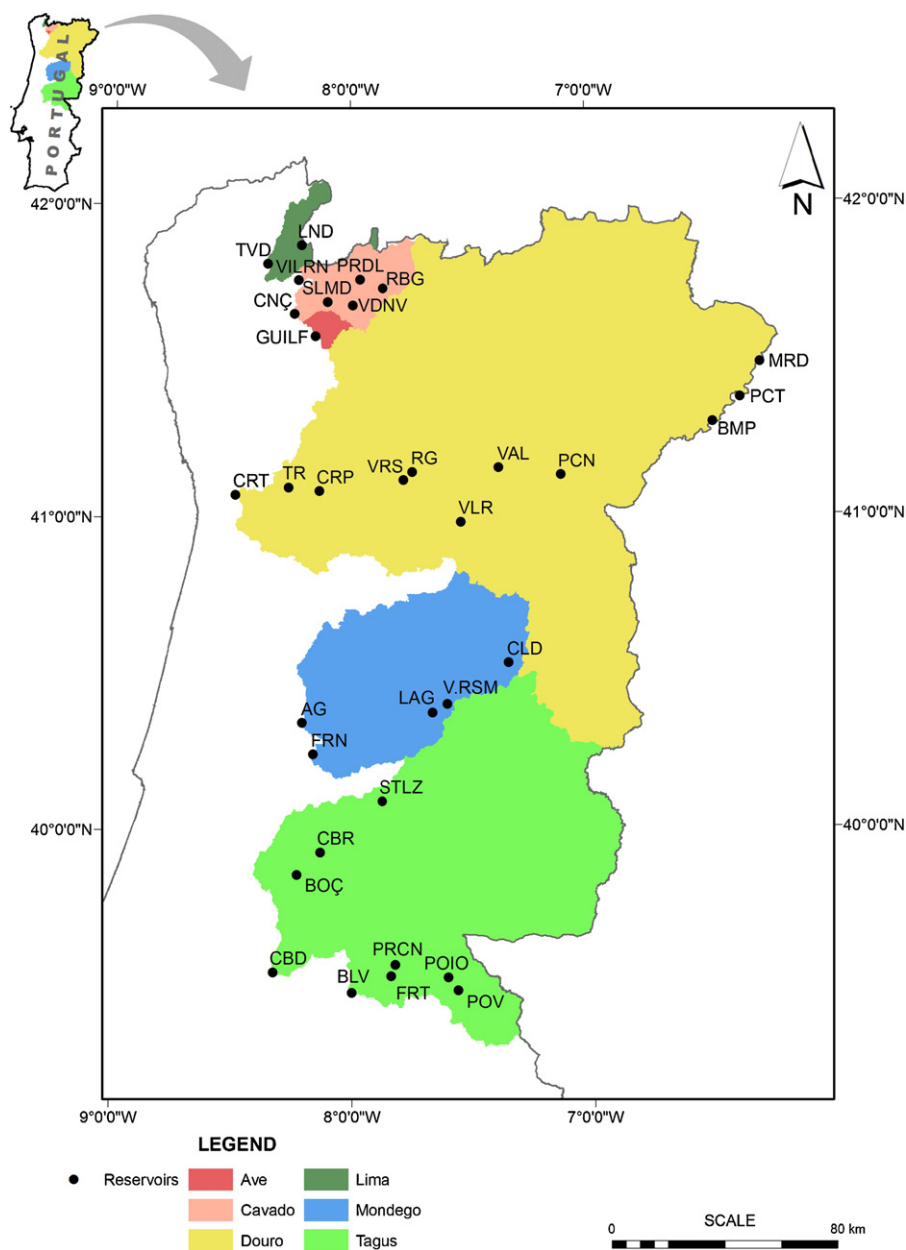 PORTUGAL
9°0'0"W 8°0'0"W 7°0'0"W
N
42°0'0"N 42°0'0"N
LND
TVD
VILRN PRDL
SLMD RBG
CNÇ VDNV
GUILF
MRD
PCT
BMP
VRS RG VAL PCN
CRT TR CRP
VLR
41°0'0"N 41°0'0"N
CLD
LAG V.RSM
AG
FRN
STLZ
40°0'0"N 40°0'0"N
CBR
BOÇ
PRCN POIO
CBD BLV FRT POV
9°0'0"W 8°0'0"W 7°0'0"W
LEGEND
Reservoirs Ave Lima
Cavado Mondego
Douro Tagus
SCALE
0 80 km